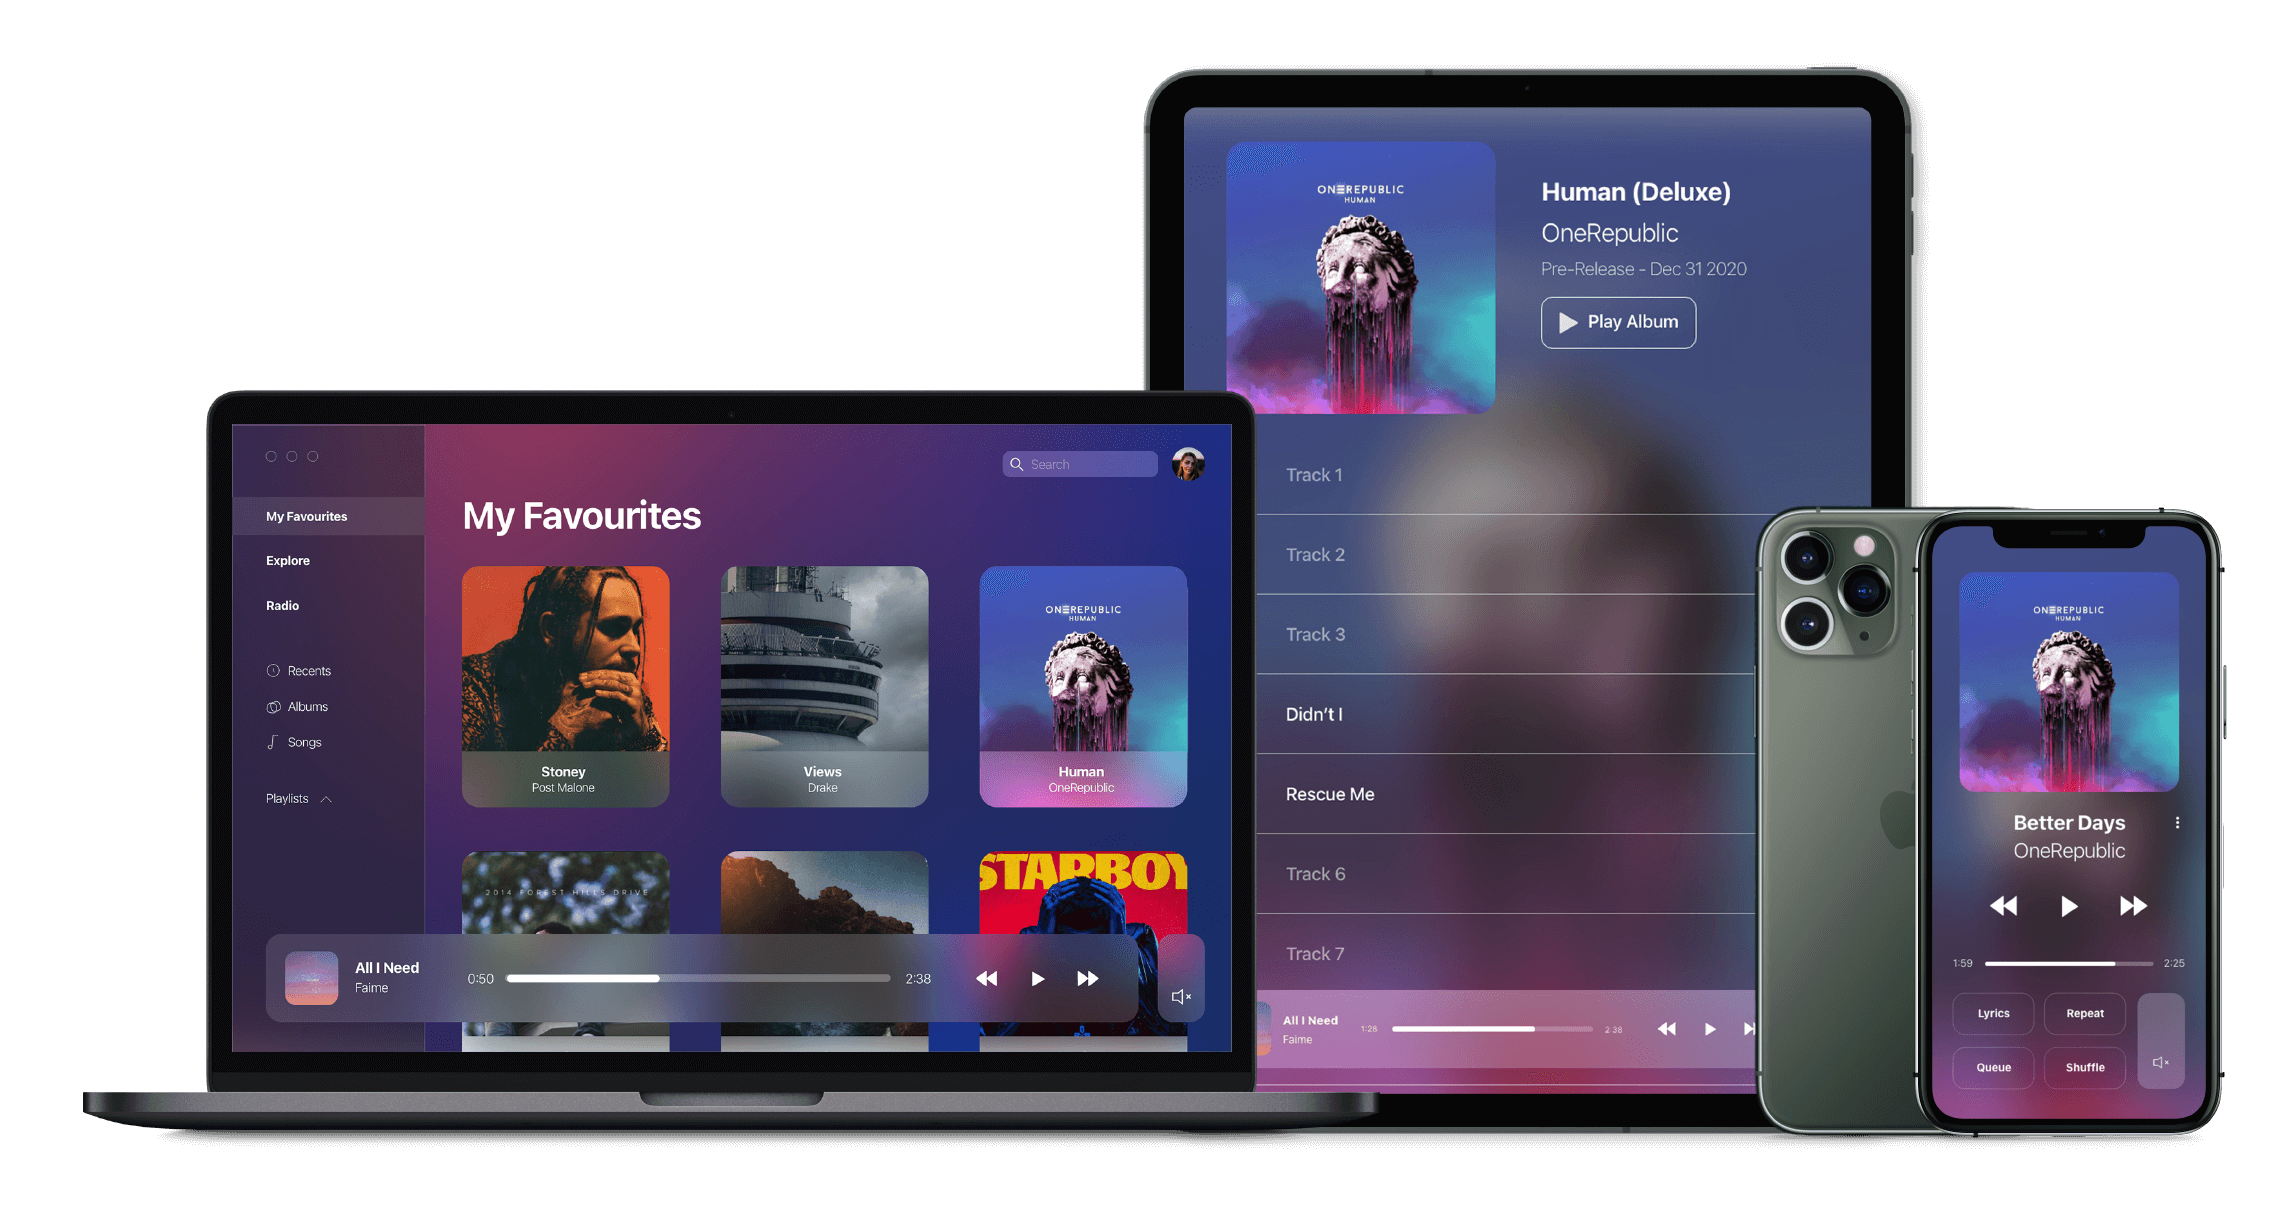 My Favourites
Explore
Radio
Recents
Albums
Songs
Playlists
Search
My Favourites
Stoney
Post Malone
Views
Drake
ONEREPUBLIC
HUMAN
Human
OneRepublic
2014 FOREST HILLS DRIVE
STARBOY
All I Need
Faime
0:50
2:38
ONEREPUBLIC
HUMAN
Human (Deluxe)
OneRepublic
Pre-Release - Dec 31 2020
Play Album
Track 1
Track 2
Track 3
Didn't I
Rescue Me
Track 6
Track 7
All I Need
Faime
1:28
2:38
ONEREPUBLIC
HUMAN
Better Days
OneRepublic
1:59
2:25
Lyrics
Repeat
Queue
Shuffle